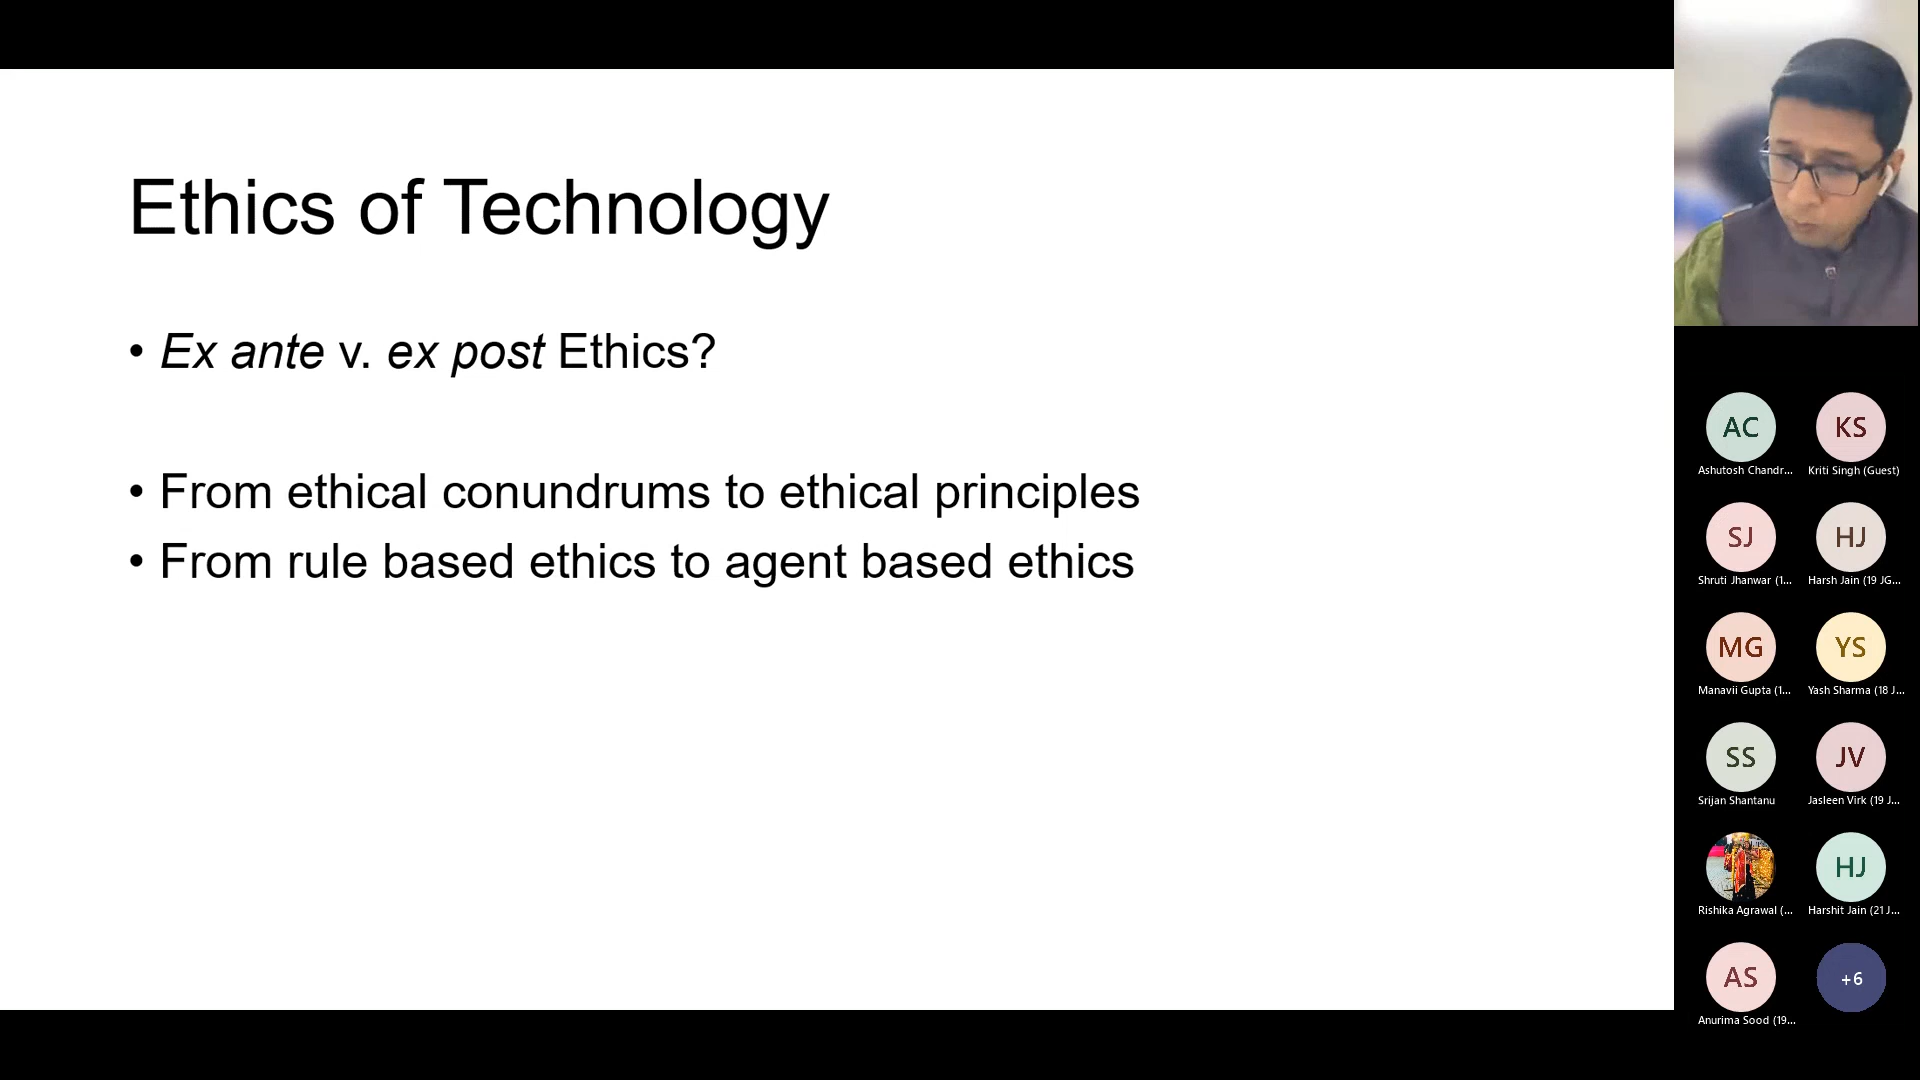 Ethics of Technology
• Ex ante v. ex post Ethics?
• From ethical conundrums to ethical principles
• From rule based ethics to agent based ethics
AC
KS
Ashutosh Chandr...
Kriti Singh (Guest)
SJ
HJ
Shruti Jhanwar (1...
Harsh Jain (19 JG...
MG
YS
Manavii Gupta (1...
Yash Sharma (18 J...
SS
JV
Srijan Shantanu
Jasleen Virk (19 J...
HJ
Rishika Agrawal (...
Harshit Jain (21 J...
AS
+6
Anurima Sood (19...